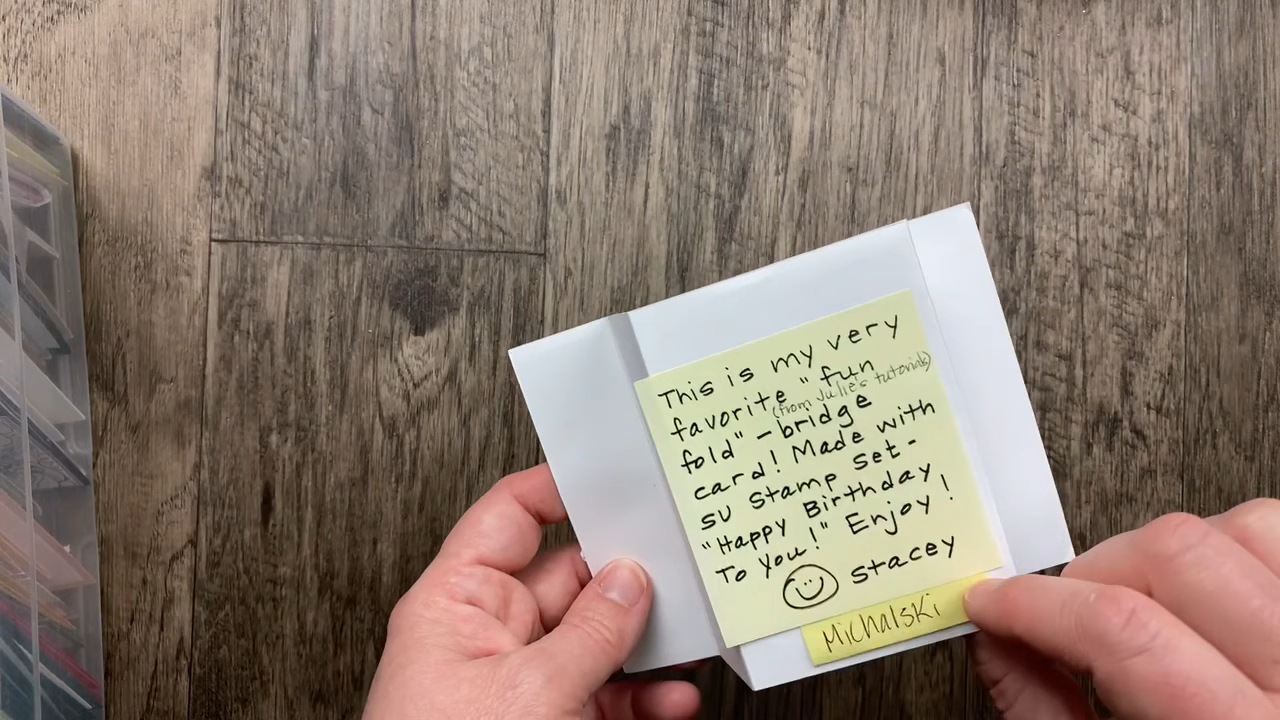 This is my very
favorite "fun
(from Julie's tutorials)
fold" - bridge
card! Made with
SU Stamp Set -
"Happy Birthday
To You!" Enjoy!
Stacey
Michalski